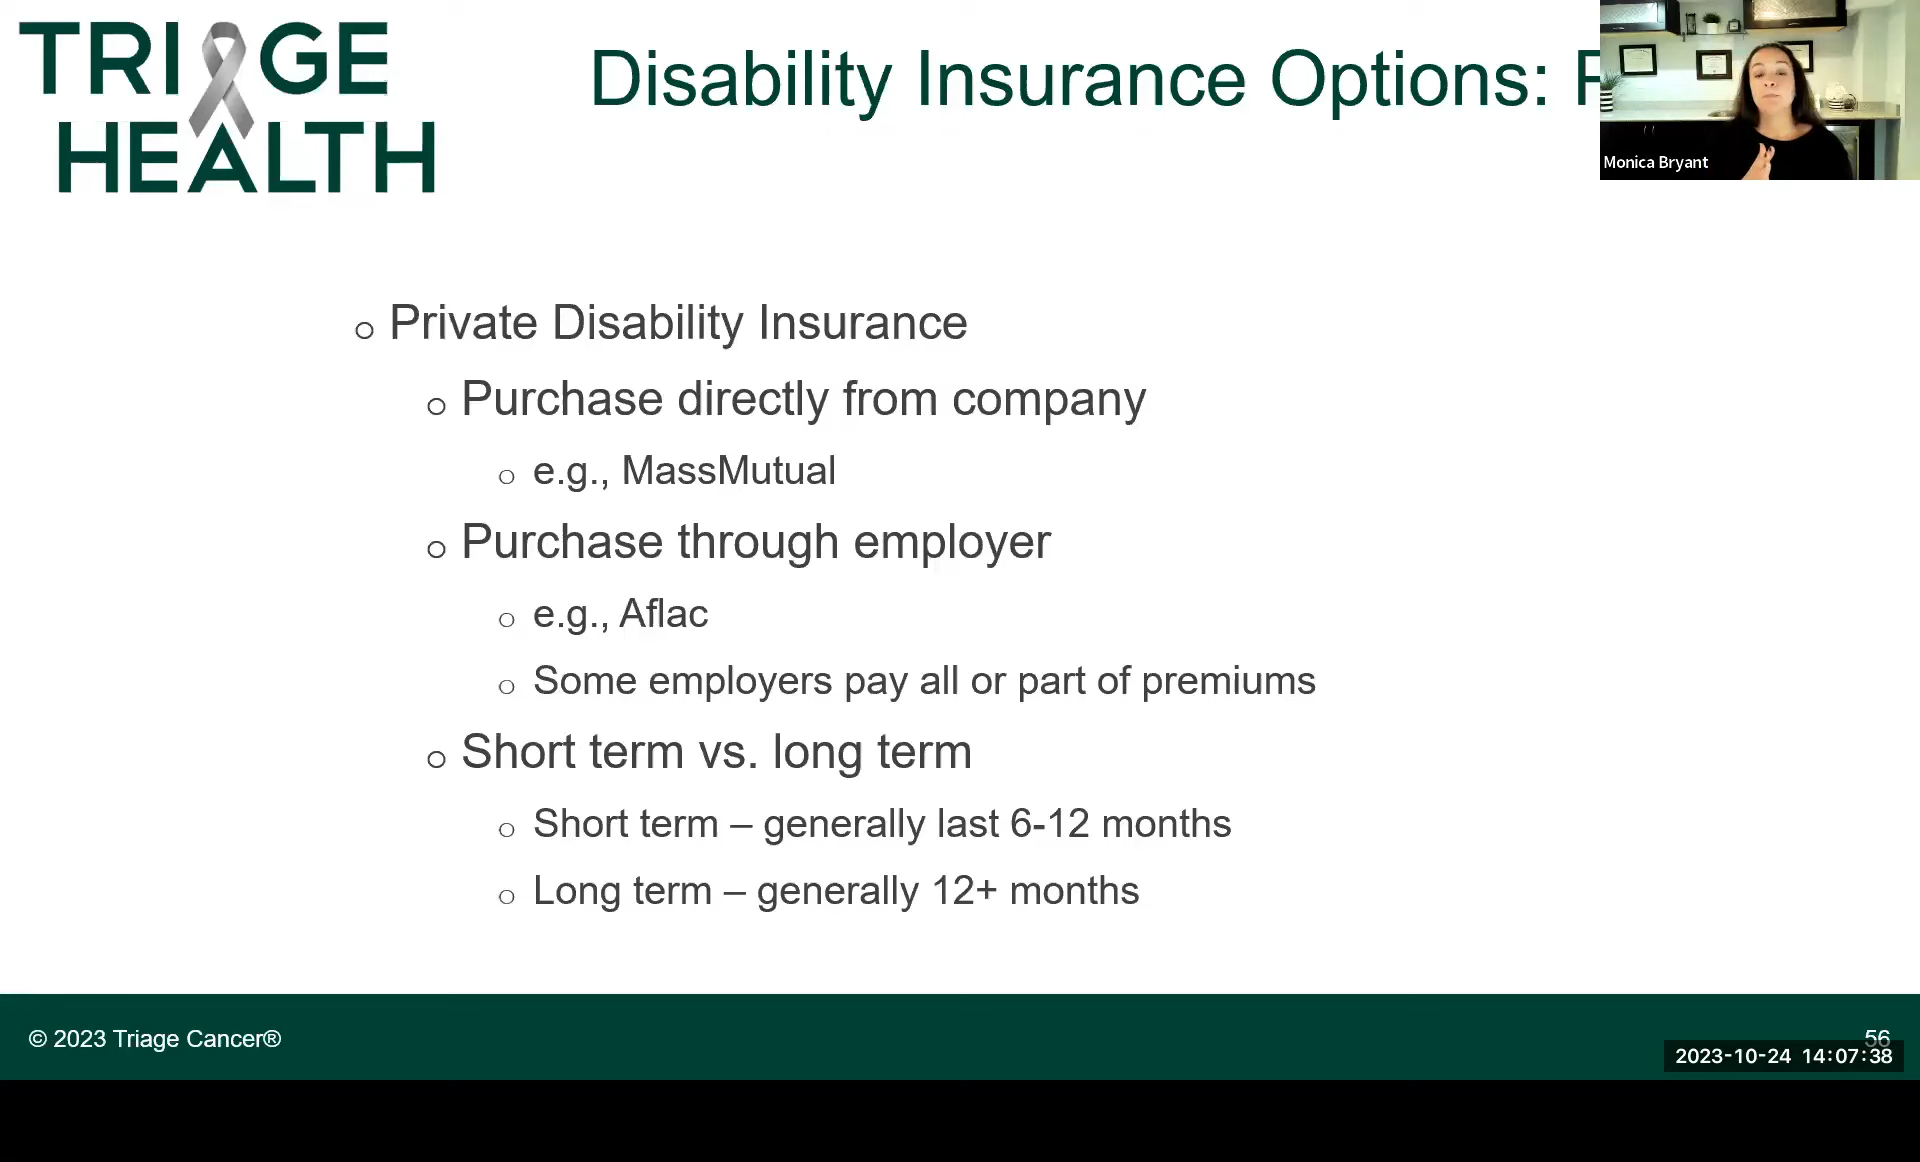 TRIAGE
HEALTH
Disability Insurance Options:
Monica Bryant
o Private Disability Insurance
o Purchase directly from company
o e.g., MassMutual
o Purchase through employer
o e.g., Aflac
o Some employers pay all or part of premiums
o Short term vs. long term
o Short term – generally last 6-12 months
o Long term – generally 12+ months
© 2023 Triage Cancer®
56
2023-10-24 14:07:38